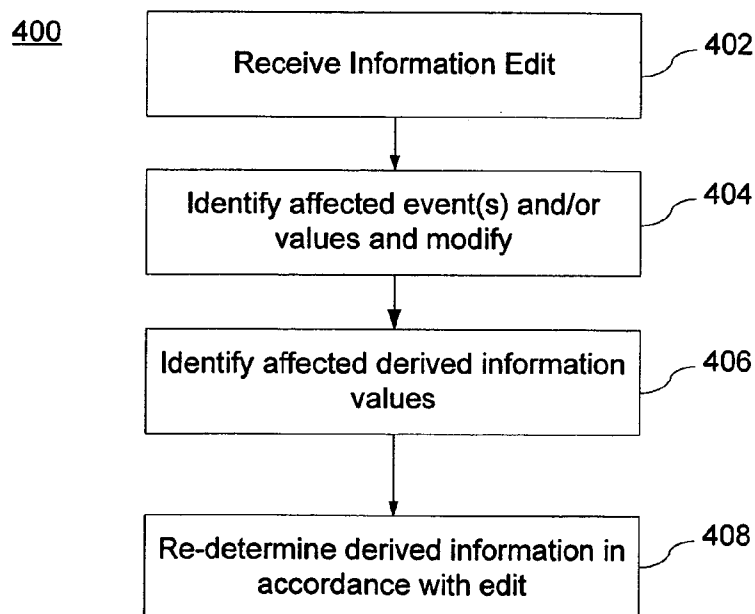 400
Receive Information Edit
402
Identify affected event(s) and/or
values and modify
404
Identify affected derived information
values
406
Re-determine derived information in
accordance with edit
408